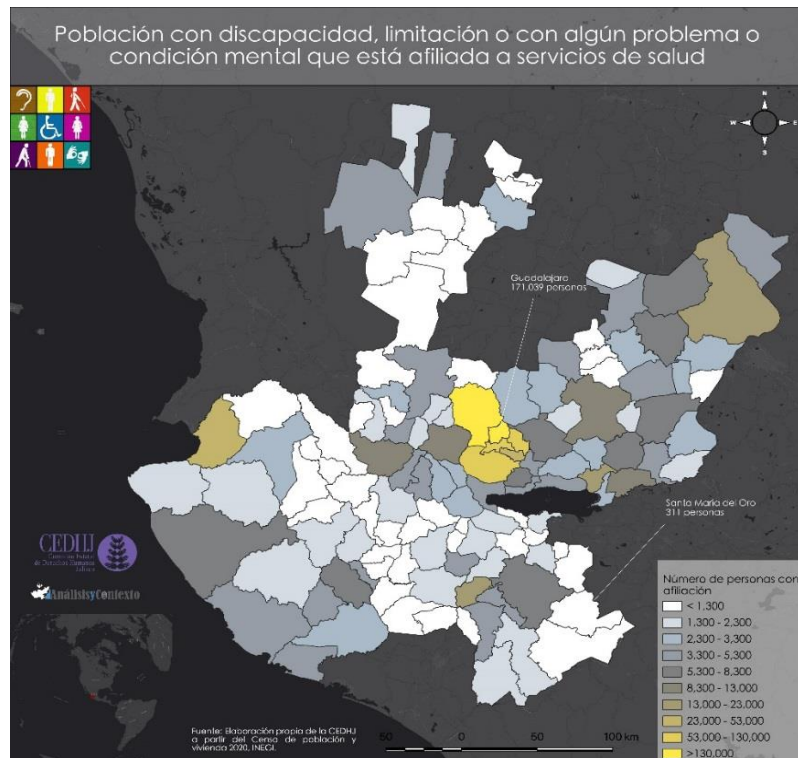 Población con discapacidad, limitación o con algún problema o
condición mental que está afiliada a servicios de salud
N
W
E
S
Guadalajara
171,039 personas
Santa María del Oro
311 personas
CEDHJ
AnálisisyContexto
Número de personas con
afiliación
< 1,300
1,300 - 2,300
2,300 - 3,300
3,300 - 5,300
5,300 - 8,300
8,300 - 13,000
13,000 - 23,000
23,000 - 53,000
53,000 - 130,000
>130,000
Fuente: Elaboración propia de la CEDHJ
a partir del Censo de población y
vivienda 2020, INEGI.
50 0 50 100 km